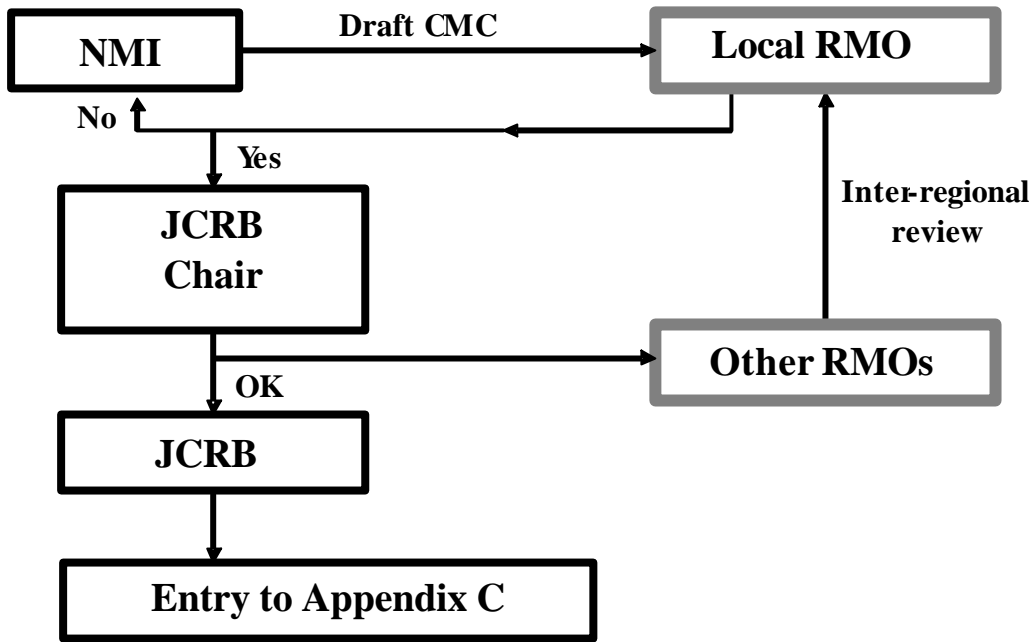 Draft CMC
NMI
Local RMO
No
Yes
JCRB
Chair
Inter-regional
review
Other RMOs
OK
JCRB
Entry to Appendix C